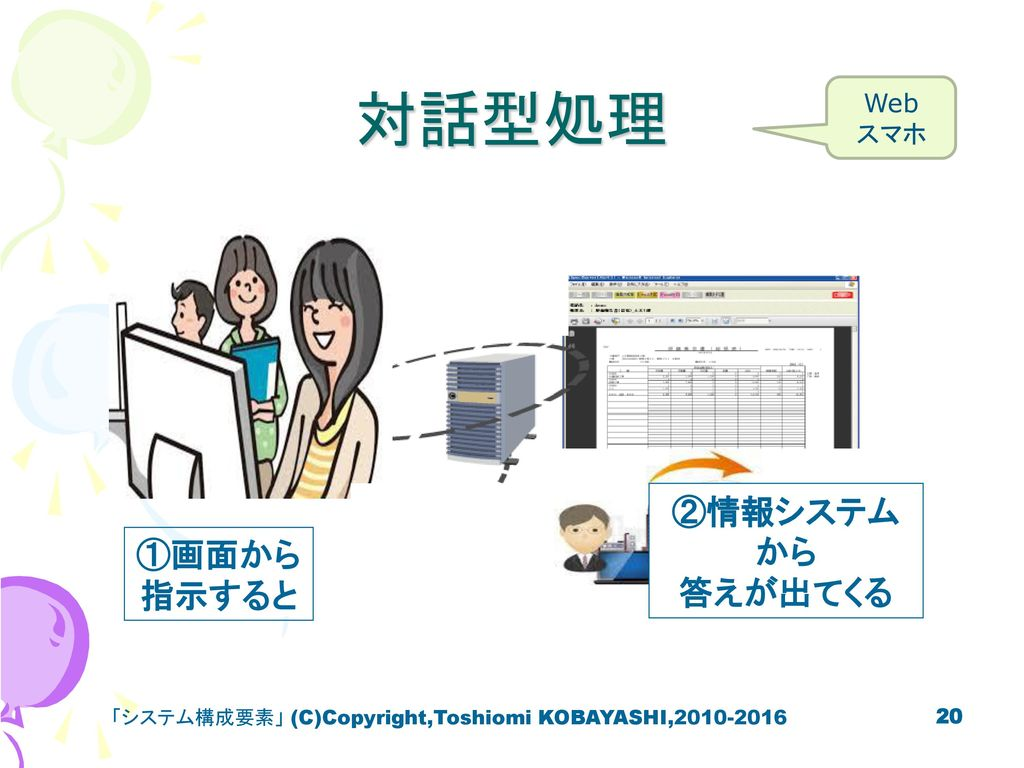 対話型処理
Web
スマホ
①画面から
指示すると
②情報システム
から
答えが出てくる
「システム構成要素」 (C)Copyright,Toshiomi KOBAYASHI,2010-2016
20